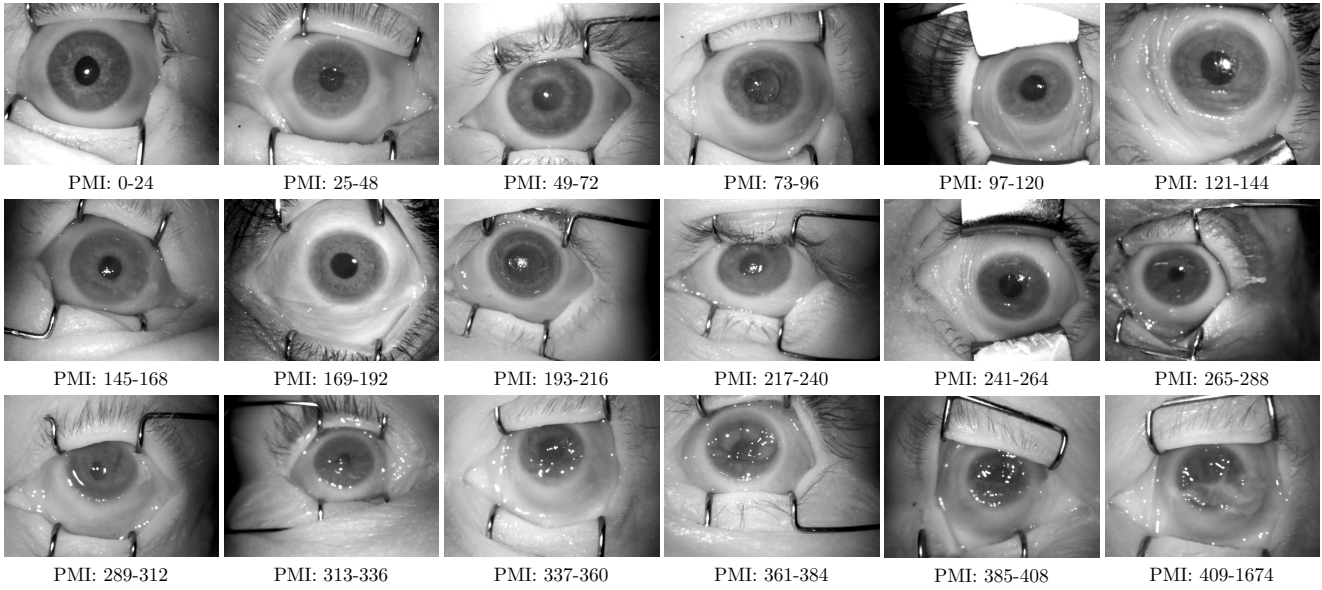 PMI: 0-24
PMI: 25-48
PMI: 49-72
PMI: 73-96
PMI: 97-120
PMI: 121-144
PMI: 145-168
PMI: 169-192
PMI: 193-216
PMI: 217-240
PMI: 241-264
PMI: 265-288
PMI: 289-312
PMI: 313-336
PMI: 337-360
PMI: 361-384
PMI: 385-408
PMI: 409-1674